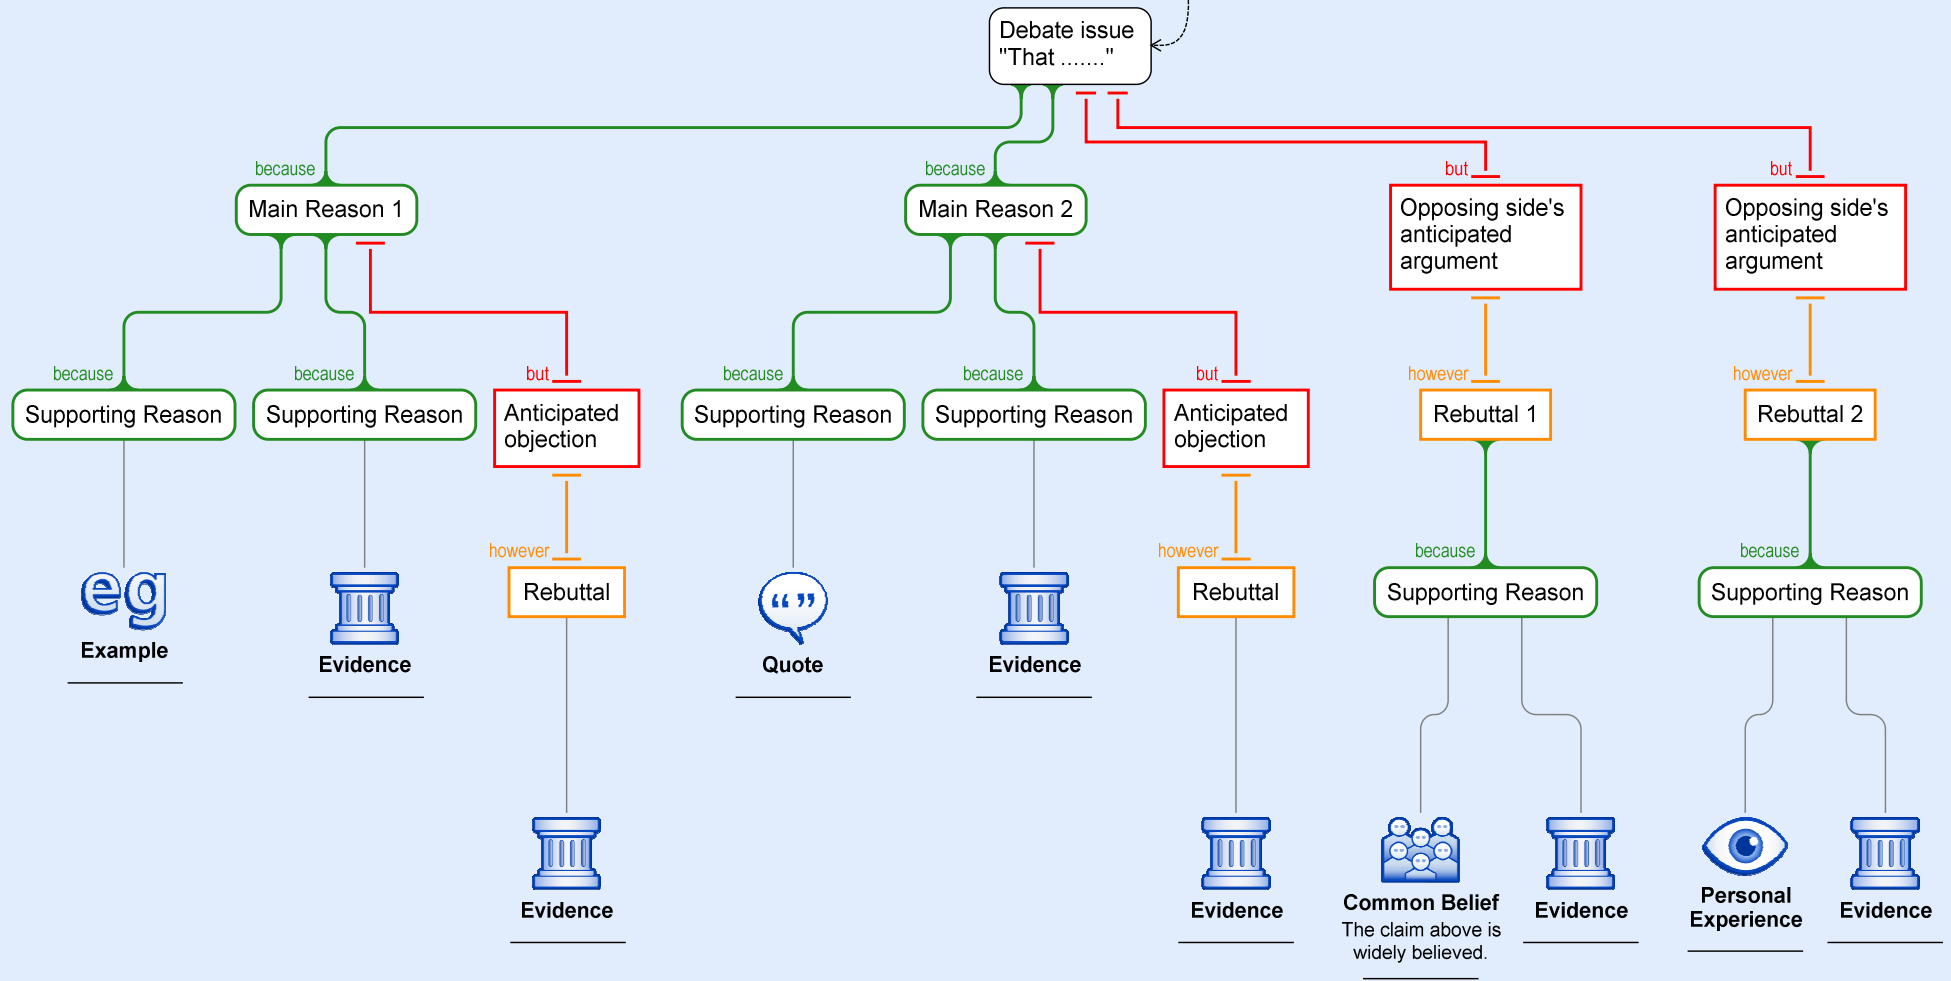 Debate issue
"That ......."
because
because
but
but
Main Reason 1
Main Reason 2
Opposing side's
anticipated
argument
Opposing side's
anticipated
argument
because
because
but
because
because
but
however
however
Supporting Reason
Supporting Reason
Anticipated
objection
Supporting Reason
Supporting Reason
Anticipated
objection
Rebuttal 1
Rebuttal 2
however
however
because
because
eg
Example
Evidence
Rebuttal
“ ”
Quote
Evidence
Rebuttal
Supporting Reason
Supporting Reason
Evidence
Evidence
Common Belief
The claim above is
widely believed.
Evidence
Personal
Experience
Evidence